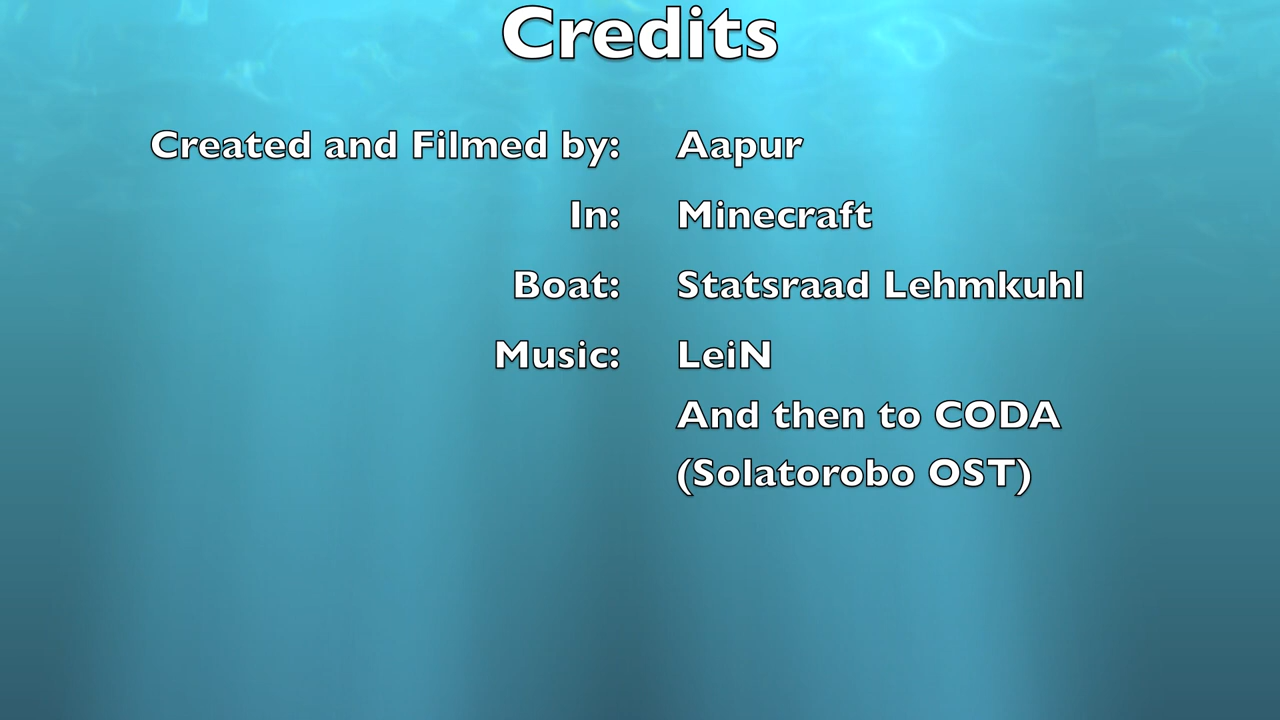 Credits
Created and Filmed by: Aapur
In: Minecraft
Boat: Statsraad Lehmkuhl
Music: LeiN
And then to CODA
(Solatorobo OST)